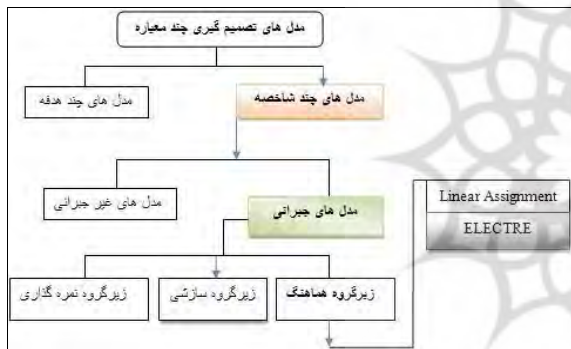 مدل های تصمیم گیری چند معیاره
مدل های چند شاخصه
مدل های چند هدفه
مدل های غیر جبرانی
مدل های جبرانی
Linear Assignment
ELECTRE
زیرگروه هماهنگ
زیرگروه سازشی
زیرگروه نمره گذاری